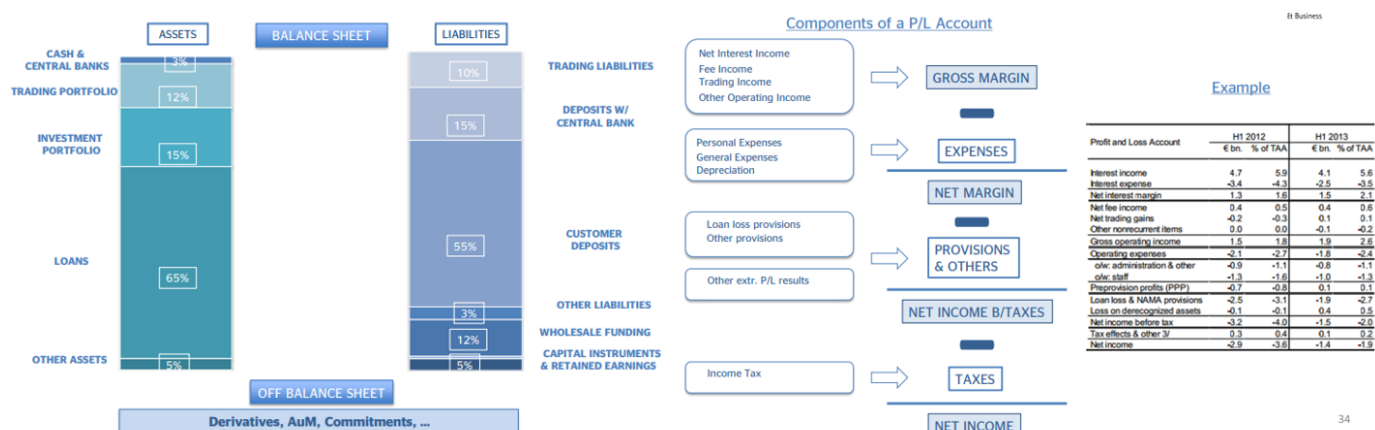 ASSETS
BALANCE SHEET
LIABILITIES
CASH &
CENTRAL BANKS
3%
TRADING PORTFOLIO
12%
INVESTMENT
PORTFOLIO
15%
LOANS
65%
OTHER ASSETS
5%
10%
TRADING LIABILITIES
15%
DEPOSITS W/
CENTRAL BANK
55%
CUSTOMER
DEPOSITS
3%
OTHER LIABILITIES
12%
WHOLESALE FUNDING
5%
CAPITAL INSTRUMENTS
& RETAINED EARNINGS
OFF BALANCE SHEET
Derivatives, AuM, Commitments, ...
Components of a P/L Account
Net Interest Income
Fee Income
Trading Income
Other Operating Income
GROSS MARGIN
Personal Expenses
General Expenses
Depreciation
EXPENSES
NET MARGIN
Loan loss provisions
Other provisions
Other extr. P/L results
PROVISIONS
& OTHERS
NET INCOME B/TAXES
Income Tax
TAXES
NET INCOME
Et Business
Example
Profit and Loss Account H1 2012 H1 2013
€ bn. % of TAA € bn. % of TAA
Interest income 4.7 5.9 4.1 5.6
Interest expense -3.4 -4.3 -2.5 -3.5
Net interest margin 1.3 1.6 1.5 2.1
Net fee income 0.4 0.5 0.4 0.6
Net trading gains -0.2 -0.3 0.1 0.1
Other nonrecurrent items 0.0 0.0 -0.1 -0.2
Gross operating income 1.5 1.8 1.9 2.6
Operating expenses -2.1 -2.7 -1.8 -2.4
o/w: administration & other -0.9 -1.1 -0.8 -1.1
o/w: staff -1.3 -1.6 -1.0 -1.3
Preprovision profits (PPP) -0.7 -0.8 0.1 0.1
Loan loss & NAMA provisions -2.5 -3.1 -1.9 -2.7
Loss on derecognized assets -0.1 -0.1 0.4 0.5
Net income before tax -3.2 -4.0 -1.5 -2.0
Tax effects & other 3/ 0.3 0.4 0.1 0.2
Net income -2.9 -3.6 -1.4 -1.9
34